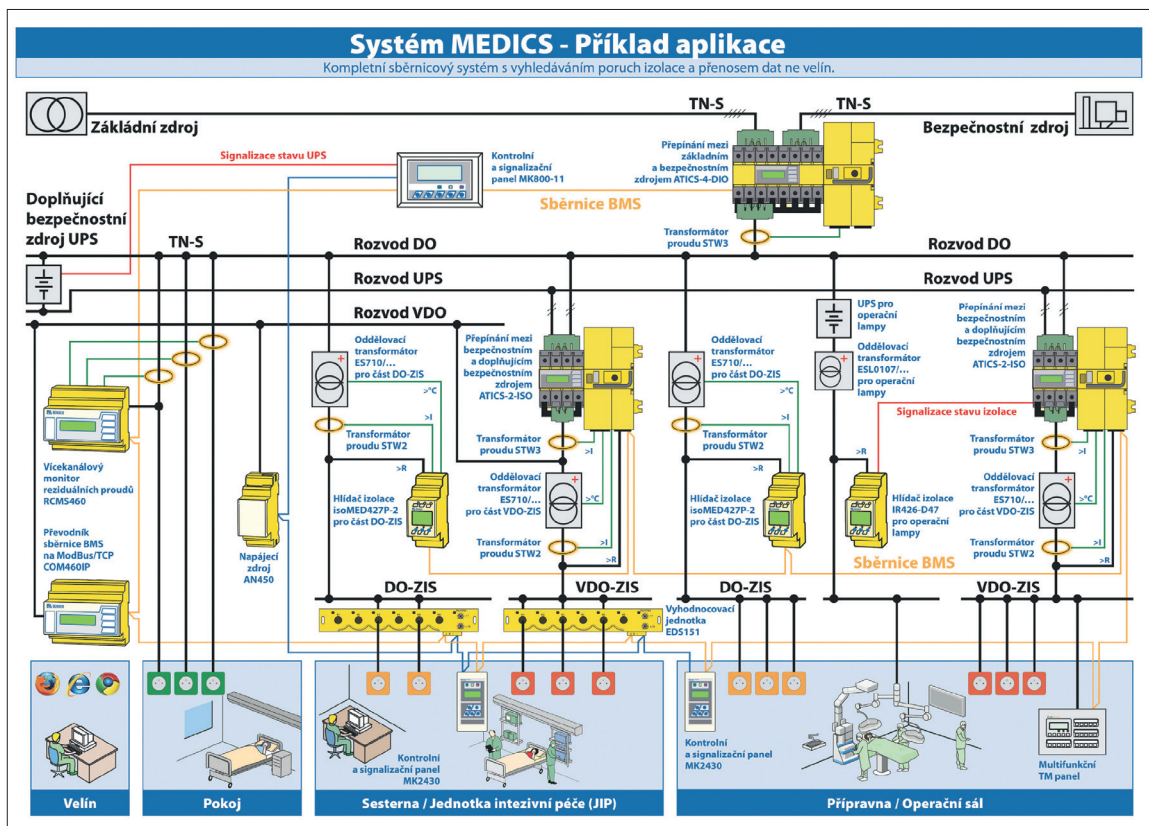 Systém MEDICS - Příklad aplikace
Kompletní sběrnicový systém s vyhledáváním poruch izolace a přenosem dat ne velín.
TN-S
TN-S
Základní zdroj
Bezpečnostní zdroj
Signalizace stavu UPS
Kontrolní
a signalizační
panel MK800-11
Přepínání mezi
základním
a bezpečnostním
zdrojem ATICS-4-DIO
Sběrnice BMS
Doplňující
bezpečnostní
zdroj UPS
TN-S
Transformátor
proudu STW3
Rozvod DO
Rozvod DO
Rozvod UPS
Rozvod UPS
Rozvod VDO
Oddělovací
transformátor
ES710/...
pro část DO-ZIS
Přepínání mezi
bezpečnostním
a doplňujícím
bezpečnostním
zdrojem
ATICS-2-ISO
Oddělovací
transformátor
ES710/...
pro část DO-ZIS
UPS pro
operační
lampy
Oddělovací
transformátor
ESL0107/...
pro operační
lampy
Přepínání mezi
bezpečnostním
a doplňujícím
bezpečnostním
zdrojem
ATICS-2-ISO
>°C
>°C
Signalizace stavu izolace
>I
>I
Transformátor
proudu STW2
Transformátor
proudu STW3
>I
Transformátor
proudu STW2
Transformátor
proudu STW3
>I
>R
>R
>R
Vícekanálový
monitor
reziduálních proudů
RCMS460
Hlídač izolace
isoMED427P-2
pro část DO-ZIS
Oddělovací
transformátor
ES710/...
pro část VDO-ZIS
>°C
Hlídač izolace
isoMED427P-2
pro část DO-ZIS
Hlídač izolace
IR426-D47
pro operační
lampy
Oddělovací
transformátor
ES710/...
pro část VDO-ZIS
>°C
Převodník
sběrnice BMS
na ModBus/TCP
COM460IP
Napájecí
zdroj
AN450
Transformátor
proudu STW2
>I
>R
Sběrnice BMS
Transformátor
proudu STW2
>I
>R
DO-ZIS
VDO-ZIS
DO-ZIS
VDO-ZIS
Vyhodnocovací
jednotka
EDS151
Kontrolní
a signalizační panel
MK2430
Kontrolní
a signalizační panel
MK2430
Multifunkční
TM panel
Velín
Pokoj
Sesterna / Jednotka intezivní péče (JIP)
Přípravna / Operační sál